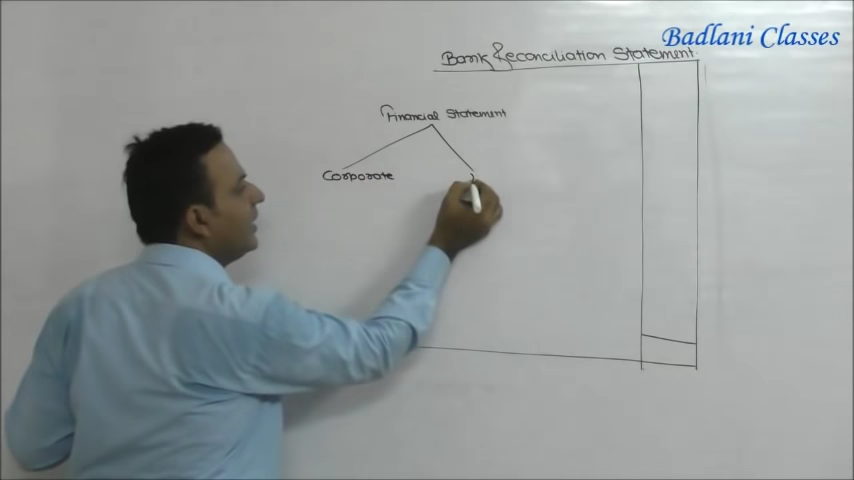 Badlani Classes
Bank Reconciliation Statement
Financial Statement
Corporate